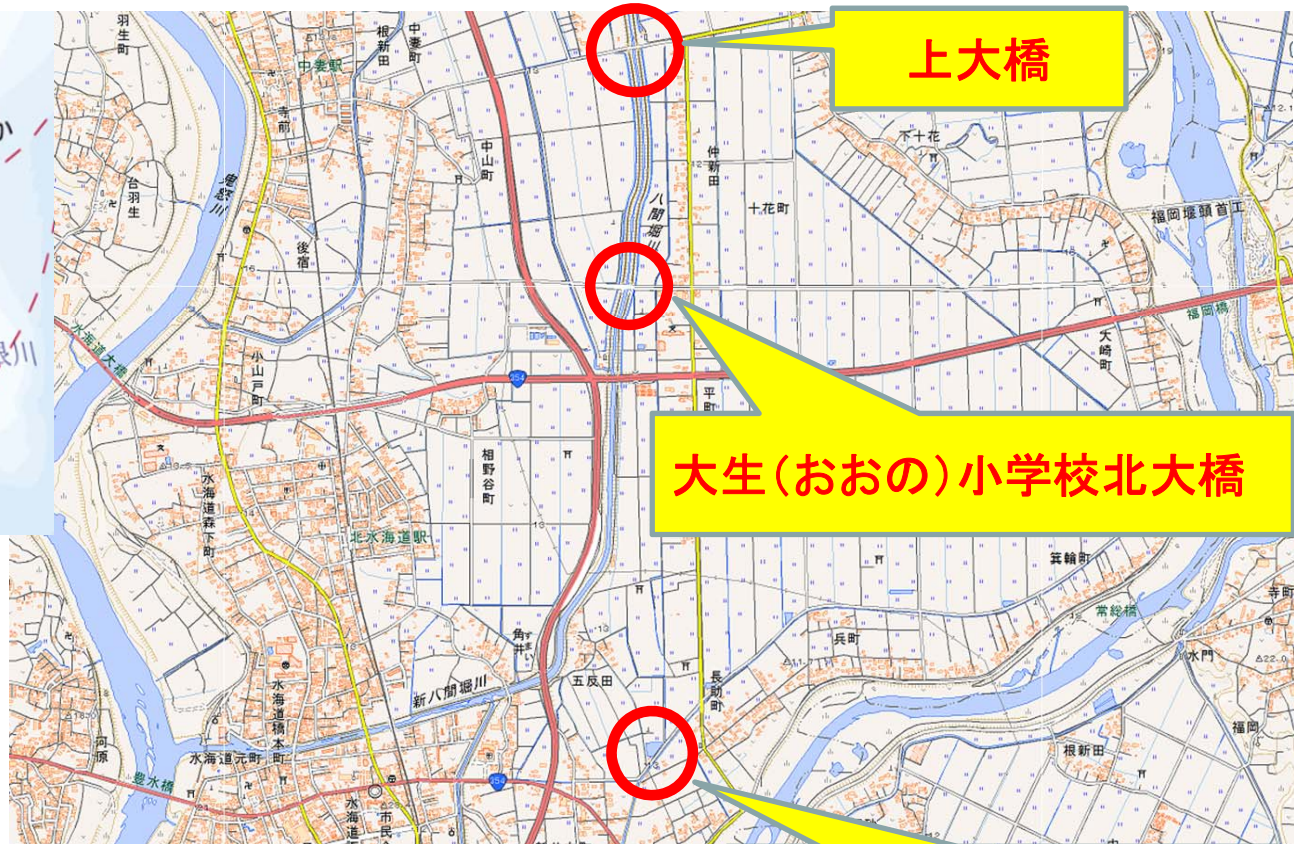 上大橋
大生（おおの）小学校北大橋
羽生町
根新田
中妻町
中妻駅
寺前
中山町
台羽生
鬼怒川
後宿
八間堀川
仲新田
十花町
下十花
福岡堰頭首工
福岡橋
大崎町
水海道大橋
小山戸町
254
平町
相野谷町
水海道森下町
北水海道駅
箕輪町
常総橋
寺町
兵町
水門
角井
すまい
五反田
長助町
新八間堀川
水海道橋本町
水海道元町
河原
豊水橋
254
根新田
福岡